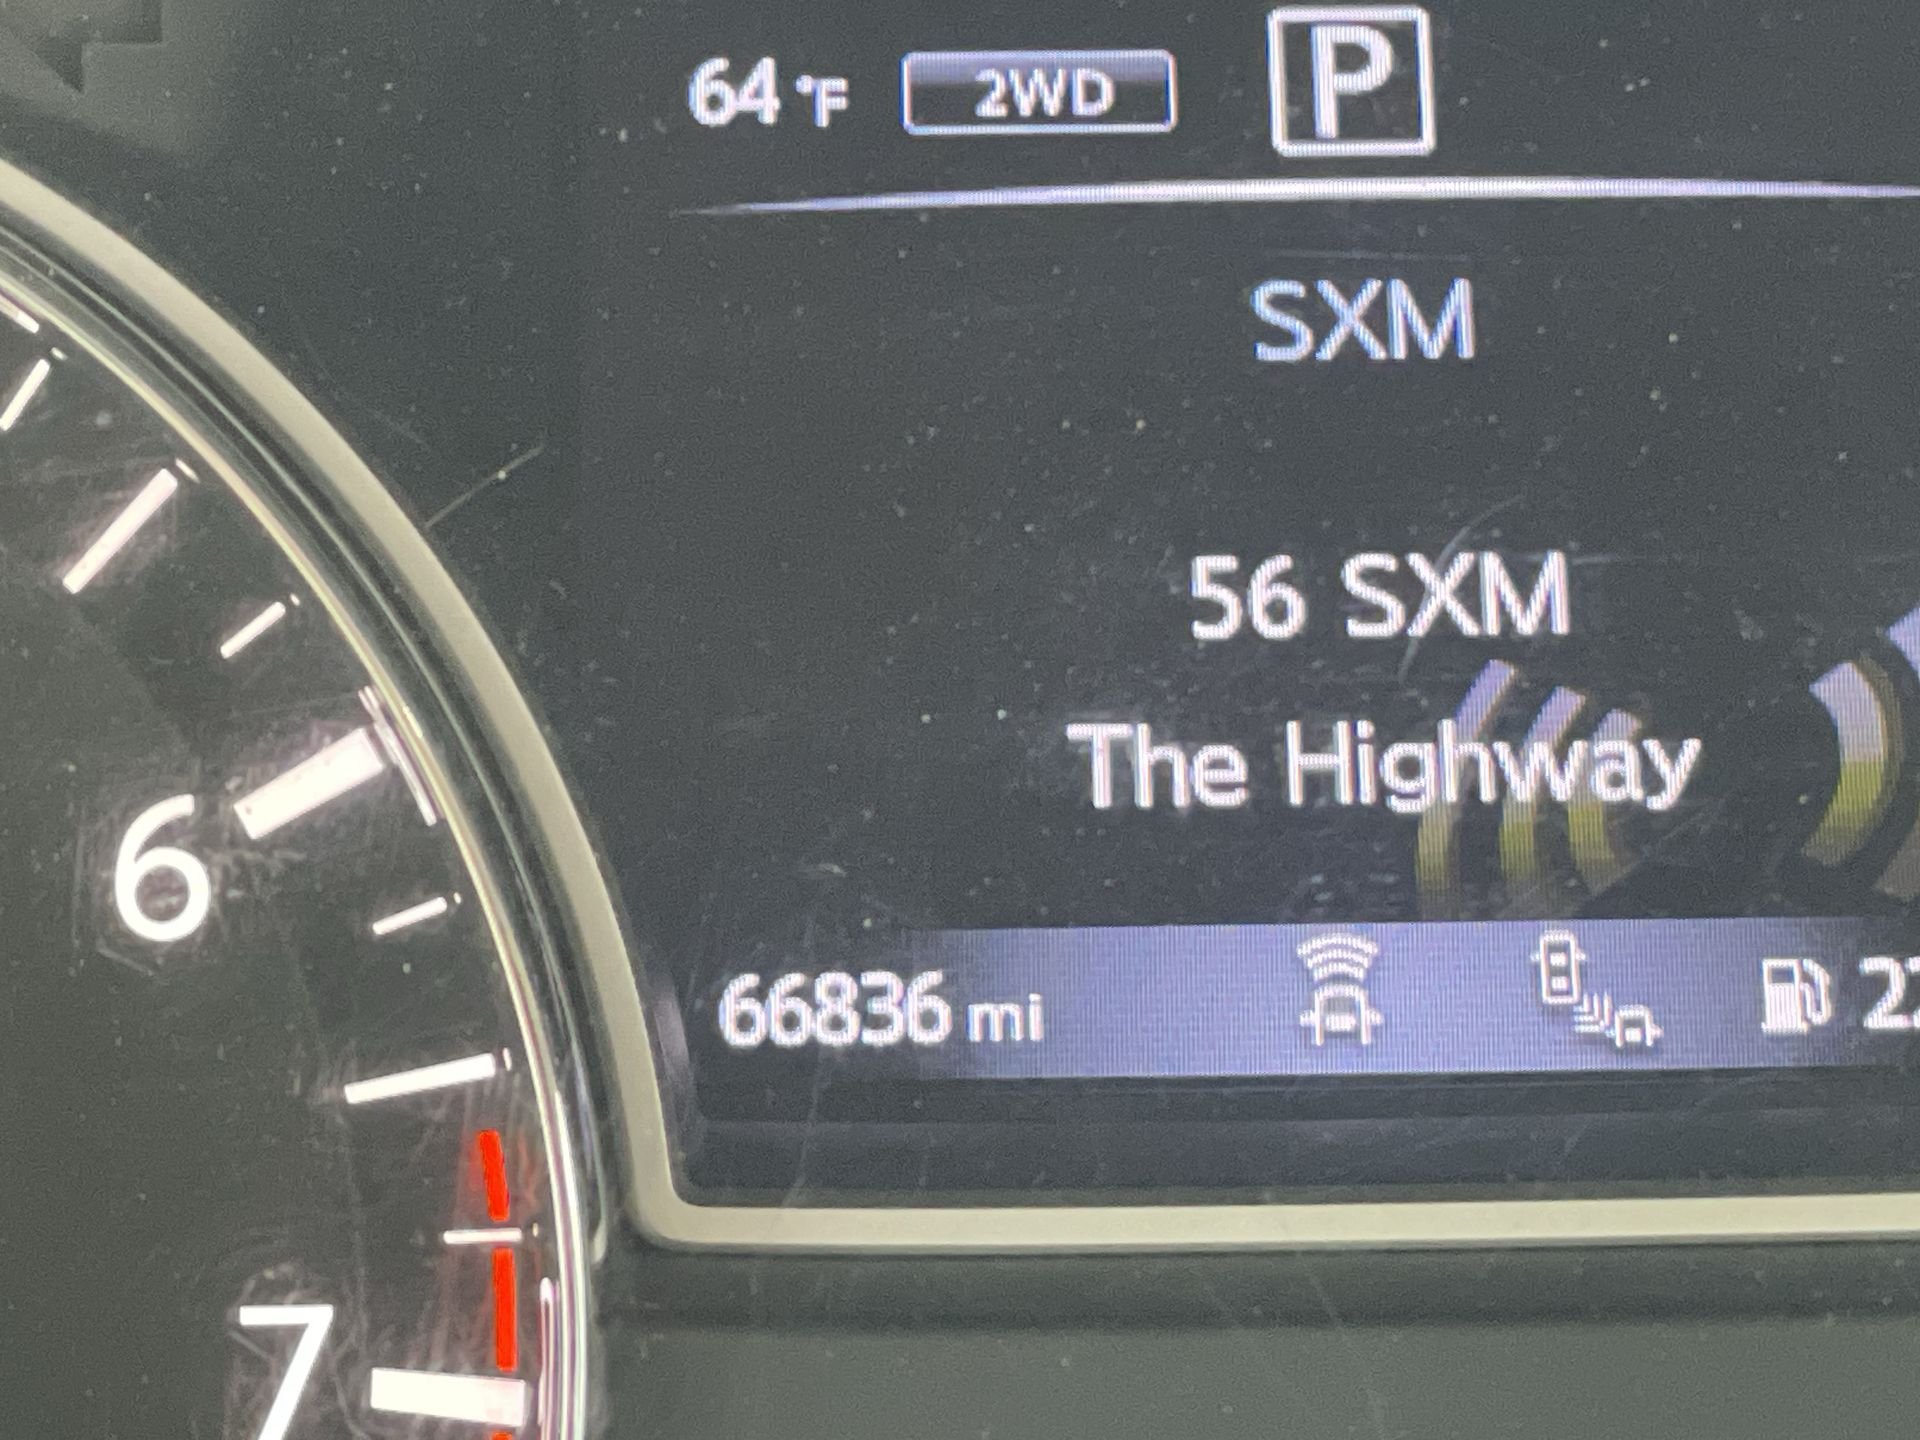 64 °F 2WD P
SXM
56 SXM
The Highway
66836 mi
6
7